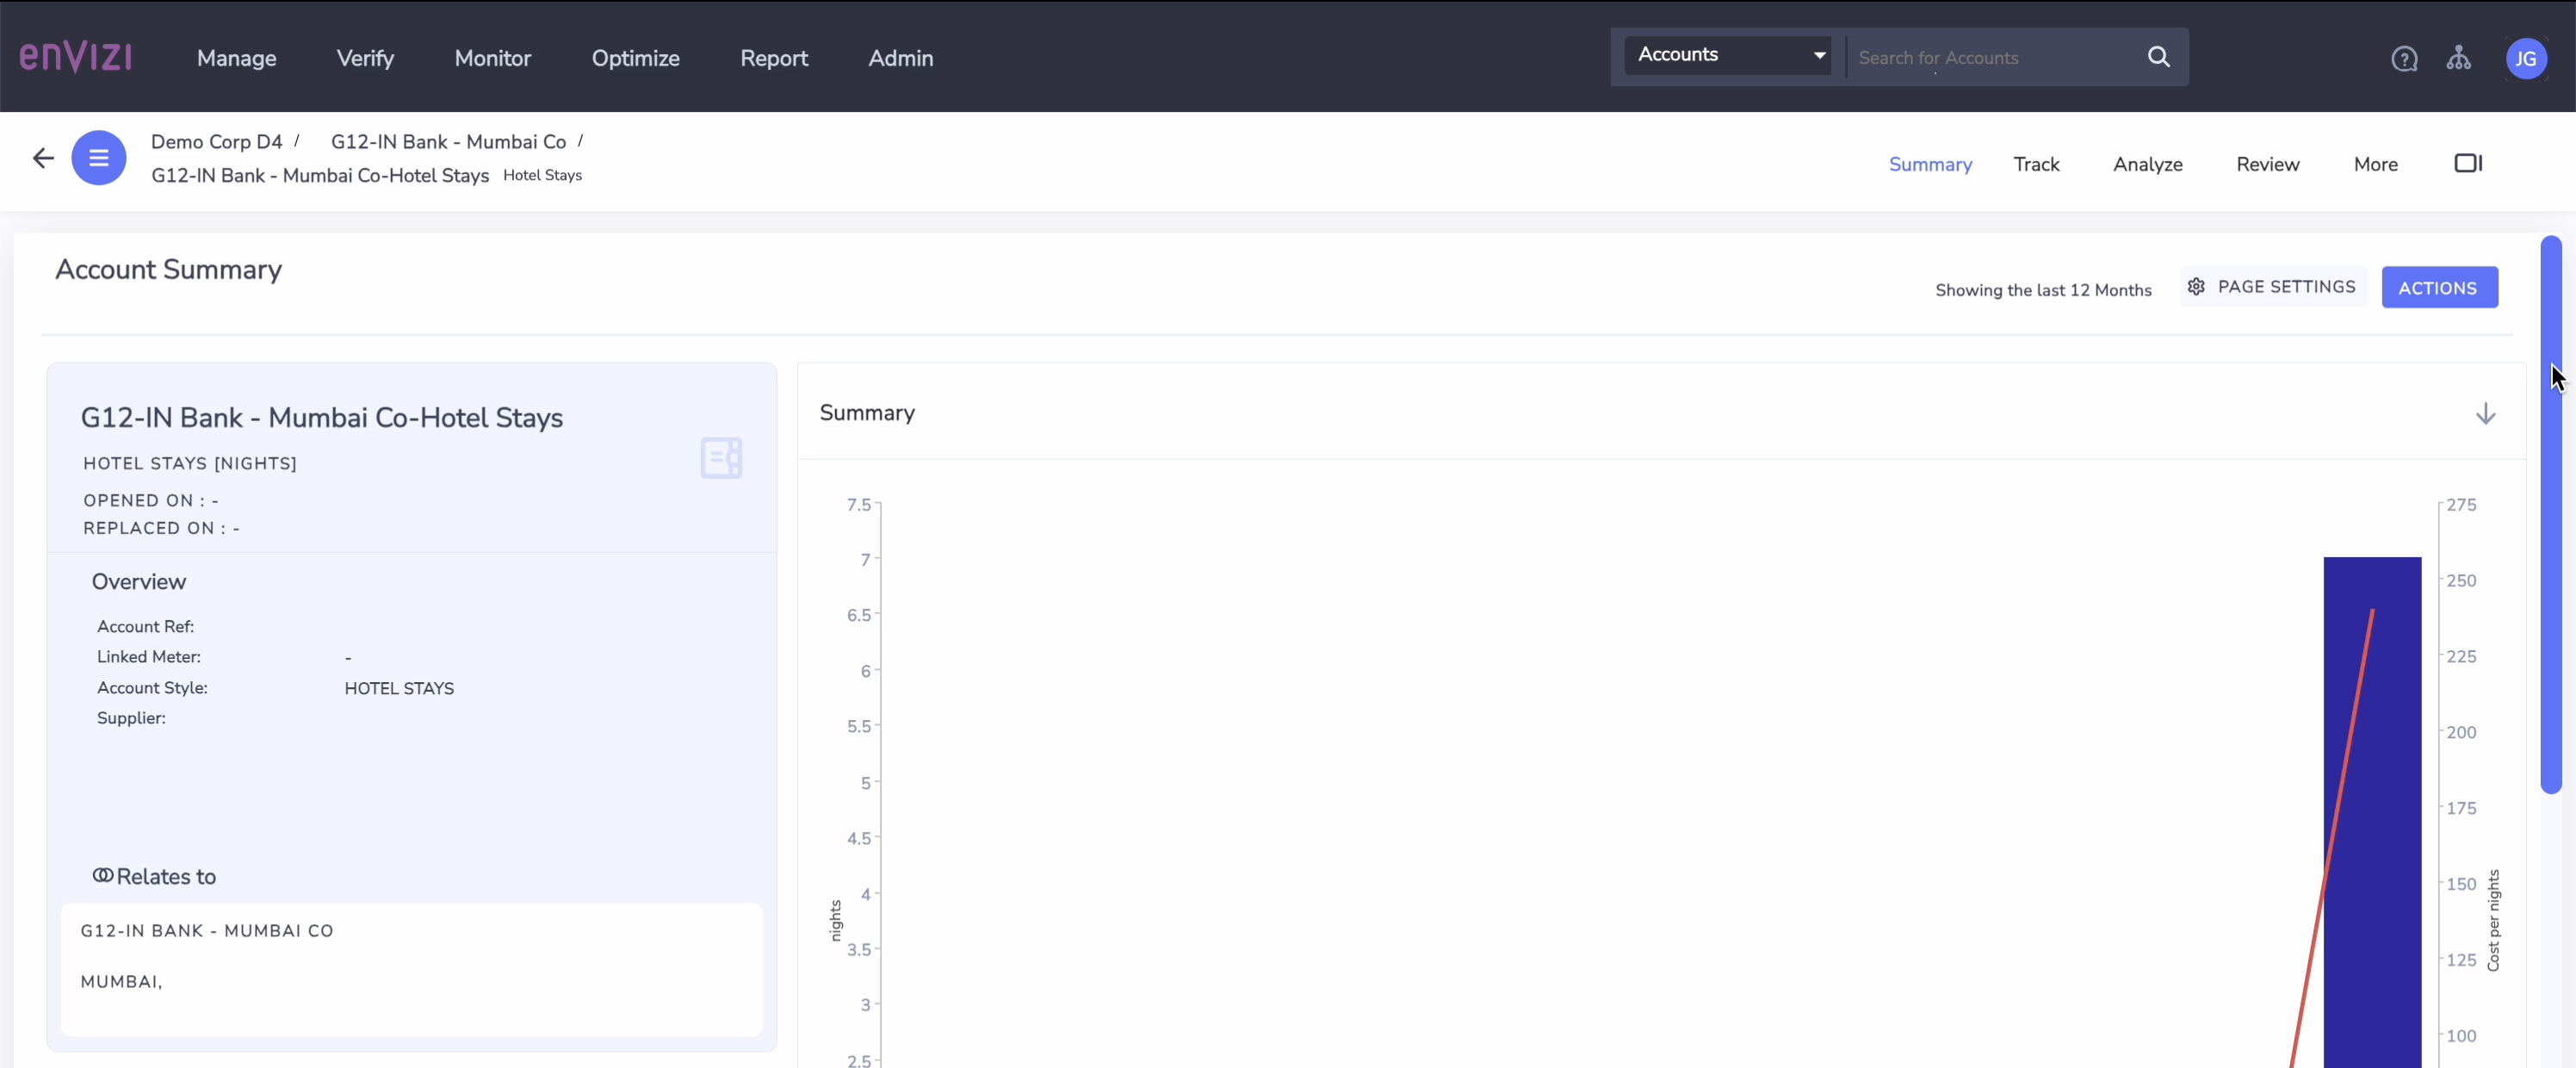 enVizi Manage Verify Monitor Optimize Report Admin Accounts Search for Accounts JG
Demo Corp D4 / G12-IN Bank - Mumbai Co /
G12-IN Bank - Mumbai Co-Hotel Stays Hotel Stays
Summary Track Analyze Review More
Account Summary
Showing the last 12 Months PAGE SETTINGS ACTIONS
G12-IN Bank - Mumbai Co-Hotel Stays
HOTEL STAYS [NIGHTS]
OPENED ON : -
REPLACED ON : -
Overview
Account Ref:
Linked Meter: -
Account Style: HOTEL STAYS
Supplier:
Relates to
G12-IN BANK - MUMBAI CO
MUMBAI,
Summary
7.5
7
6.5
6
5.5
5
4.5
4
3.5
3
2.5
nights
275
250
225
200
175
150
125
100
Cost per nights